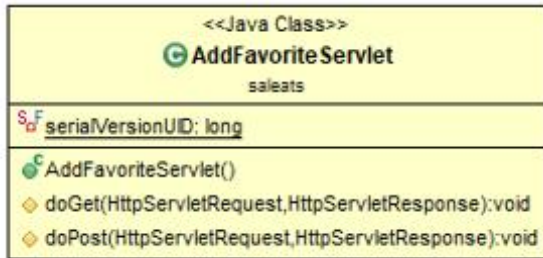 <<Java Class>>
C AddFavoriteServlet
saleats
S F serialVersionUID: long
C AddFavoriteServlet()
doGet(HttpServletRequest,HttpServletResponse):void
doPost(HttpServletRequest,HttpServletResponse):void